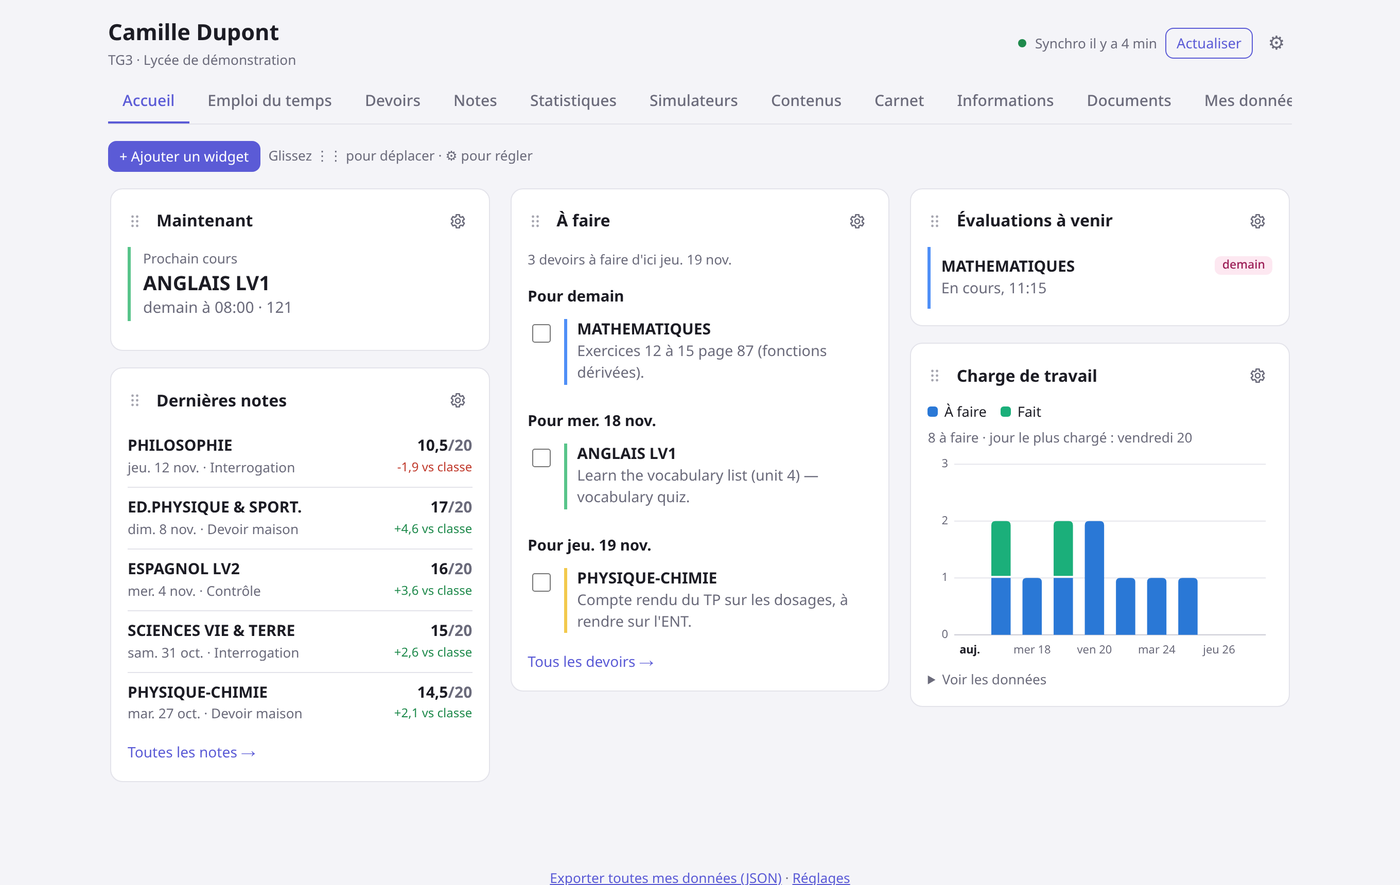 Camille Dupont
TG3 · Lycée de démonstration
Synchro il y a 4 min
Actualiser
Accueil
Emploi du temps
Devoirs
Notes
Statistiques
Simulateurs
Contenus
Carnet
Informations
Documents
Mes donnée
+ Ajouter un widget
Glissez ⋮⋮ pour déplacer · ⚙ pour régler
Maintenant
Prochain cours
ANGLAIS LV1
demain à 08:00 · 121
Dernières notes
PHILOSOPHIE 10,5/20
jeu. 12 nov. · Interrogation -1,9 vs classe
ED.PHYSIQUE & SPORT. 17/20
dim. 8 nov. · Devoir maison +4,6 vs classe
ESPAGNOL LV2 16/20
mer. 4 nov. · Contrôle +3,6 vs classe
SCIENCES VIE & TERRE 15/20
sam. 31 oct. · Interrogation +2,6 vs classe
PHYSIQUE-CHIMIE 14,5/20
mar. 27 oct. · Devoir maison +2,1 vs classe
Toutes les notes →
À faire
3 devoirs à faire d'ici jeu. 19 nov.
Pour demain
MATHEMATIQUES
Exercices 12 à 15 page 87 (fonctions
dérivées).
Pour mer. 18 nov.
ANGLAIS LV1
Learn the vocabulary list (unit 4) —
vocabulary quiz.
Pour jeu. 19 nov.
PHYSIQUE-CHIMIE
Compte rendu du TP sur les dosages, à
rendre sur l'ENT.
Tous les devoirs →
Évaluations à venir
MATHEMATIQUES demain
En cours, 11:15
Charge de travail
À faire Fait
8 à faire · jour le plus chargé : vendredi 20
3
2
1
0
auj. mer 18 ven 20 mar 24 jeu 26
▶ Voir les données
Exporter toutes mes données (JSON) · Réglages